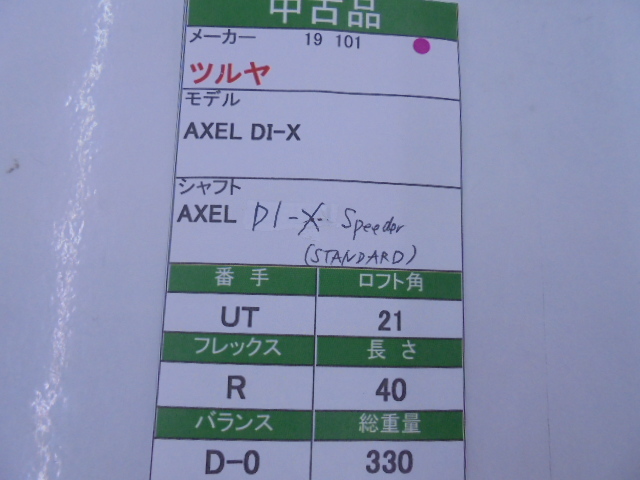 中古品
メーカー 19 101
ツルヤ
モデル
AXEL DI-X
シャフト
AXEL DI-X Speeder
(STANDARD)
番手 ロフト角
UT 21
フレックス 長さ
R 40
バランス 総重量
D-0 330